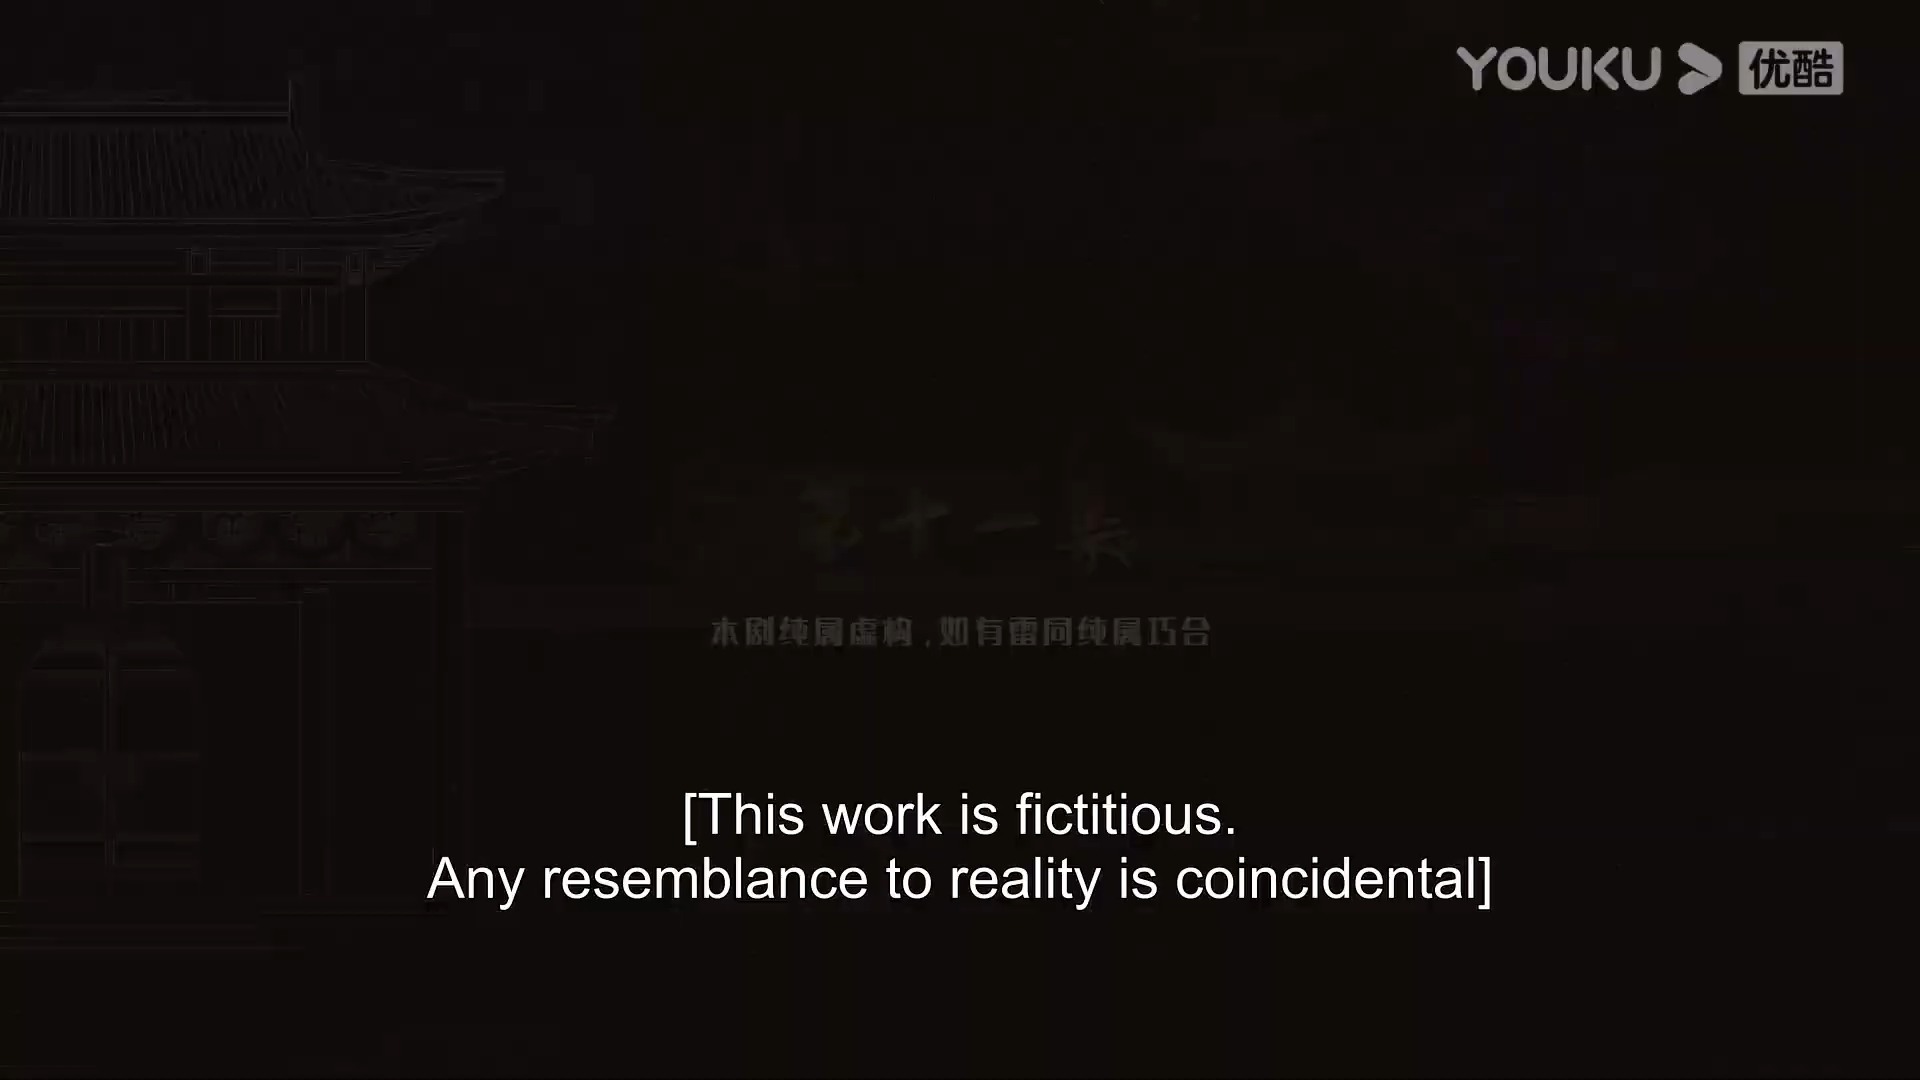 YOUKU 优酷
第十一集
本剧纯属虚构,如有雷同纯属巧合
[This work is fictitious.
Any resemblance to reality is coincidental]